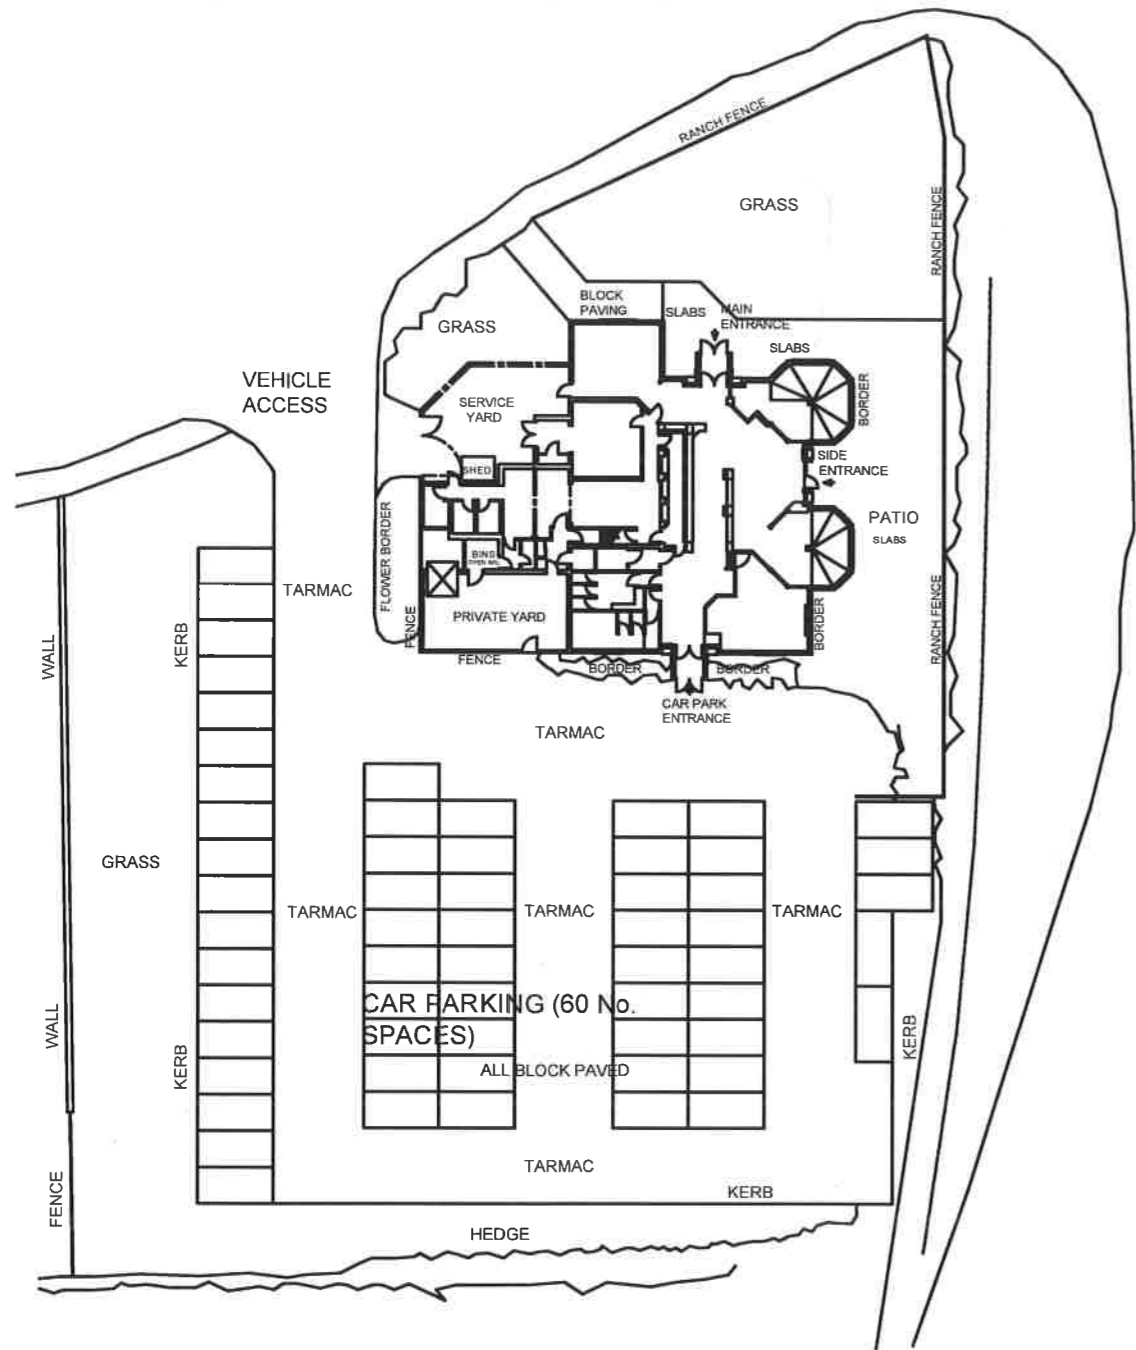 RANCH FENCE
GRASS
RANCH FENCE
BLOCK
PAVING
SLABS
MAIN
ENTRANCE
GRASS
SLABS
VEHICLE
ACCESS
SERVICE
YARD
BORDER
SIDE
ENTRANCE
SHED
FLOWER BORDER
PATIO
SLABS
BINS
TARMAC
PRIVATE YARD
FENCE
BORDER
RANCH FENCE
WALL
KERB
FENCE
BORDER
BORDER
CAR PARK
ENTRANCE
TARMAC
GRASS
TARMAC
TARMAC
TARMAC
CAR PARKING (60 No.
SPACES)
WALL
KERB
ALL BLOCK PAVED
KERB
TARMAC
FENCE
KERB
HEDGE